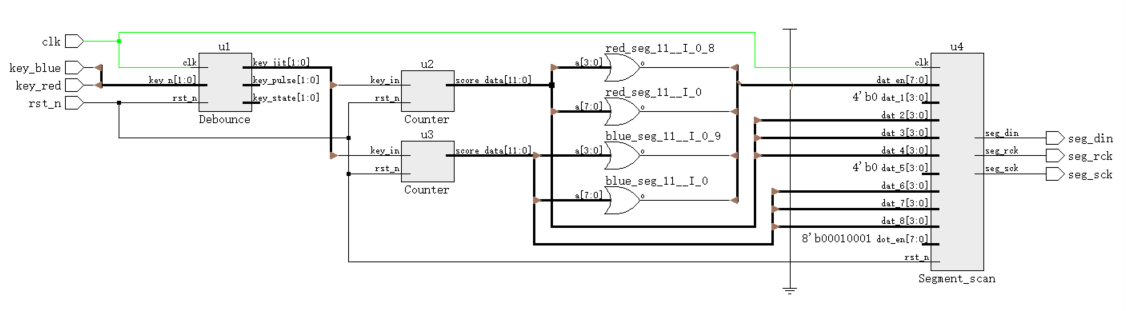 clk
key_blue
key_red
rst_n
u1
clk
key_n[1:0]
rst_n
key_jit[1:0]
key_pulse[1:0]
key_state[1:0]
Debounce
u2
key_in
rst_n
score_data[11:0]
Counter
u3
key_in
rst_n
score_data[11:0]
Counter
red_seg_11__I_0_8
a[3:0]
o
red_seg_11__I_0
a[7:0]
o
blue_seg_11__I_0_9
a[3:0]
o
blue_seg_11__I_0
a[7:0]
o
u4
clk
dat_en[7:0]
4'b0 dat_1[3:0]
dat_2[3:0]
dat_3[3:0]
dat_4[3:0]
4'b0 dat_5[3:0]
dat_6[3:0]
dat_7[3:0]
dat_8[3:0]
8'b00010001 dot_en[7:0]
rst_n
Segment_scan
seg_din
seg_rck
seg_sck
seg_din
seg_rck
seg_sck